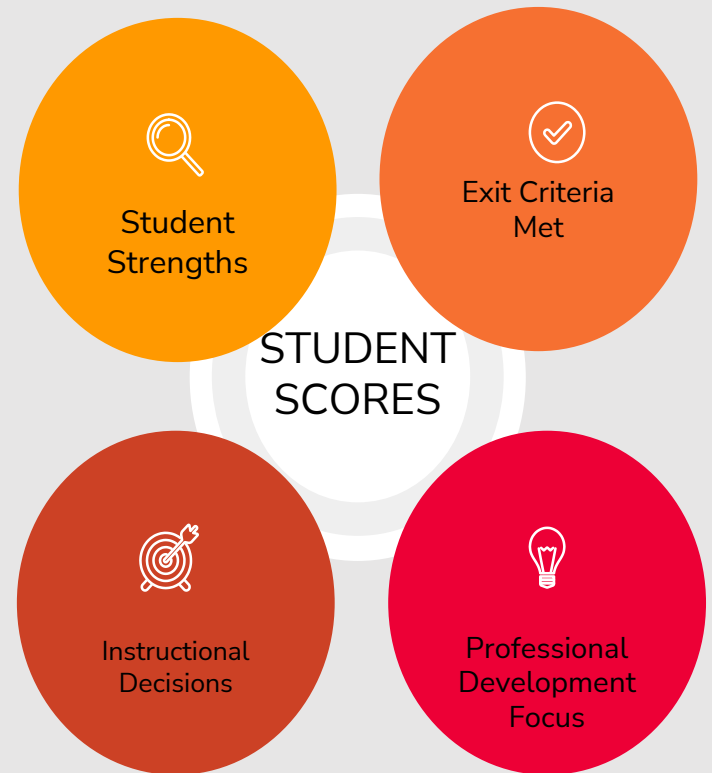 Student
Strengths
Exit Criteria
Met
STUDENT
SCORES
Instructional
Decisions
Professional
Development
Focus